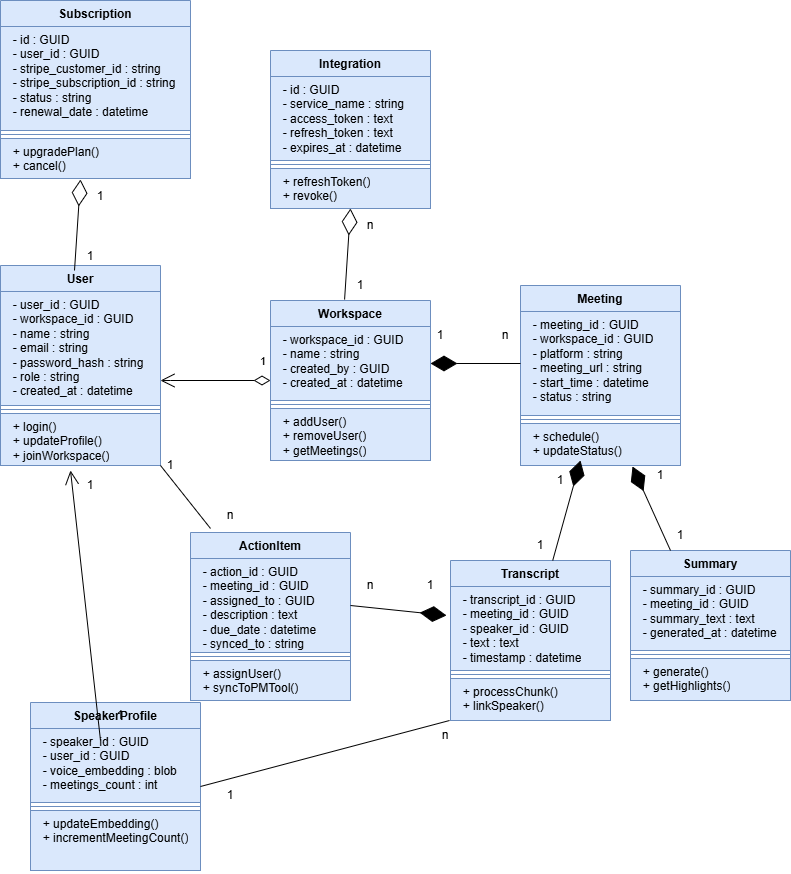 Subscription
- id : GUID
- user_id : GUID
- stripe_customer_id : string
- stripe_subscription_id : string
- status : string
- renewal_date : datetime
+ upgradePlan()
+ cancel()
1
1
Integration
- id : GUID
- service_name : string
- access_token : text
- refresh_token : text
- expires_at : datetime
+ refreshToken()
+ revoke()
n
1
User
- user_id : GUID
- workspace_id : GUID
- name : string
- email : string
- password_hash : string
- role : string
- created_at : datetime
+ login()
+ updateProfile()
+ joinWorkspace()
1
Workspace
- workspace_id : GUID
- name : string
- created_by : GUID
- created_at : datetime
+ addUser()
+ removeUser()
+ getMeetings()
1
n
Meeting
- meeting_id : GUID
- workspace_id : GUID
- platform : string
- meeting_url : string
- start_time : datetime
- status : string
+ schedule()
+ updateStatus()
1
n
1
1
1
1
1
ActionItem
- action_id : GUID
- meeting_id : GUID
- assigned_to : GUID
- description : text
- due_date : datetime
- synced_to : string
+ assignUser()
+ syncToPMTool()
n
1
Transcript
- transcript_id : GUID
- meeting_id : GUID
- speaker_id : GUID
- text : text
- timestamp : datetime
+ processChunk()
+ linkSpeaker()
Summary
- summary_id : GUID
- meeting_id : GUID
- summary_text : text
- generated_at : datetime
+ generate()
+ getHighlights()
SpeakerProfile
1
- speaker_id : GUID
- user_id : GUID
- voice_embedding : blob
- meetings_count : int
+ updateEmbedding()
+ incrementMeetingCount()
1
n